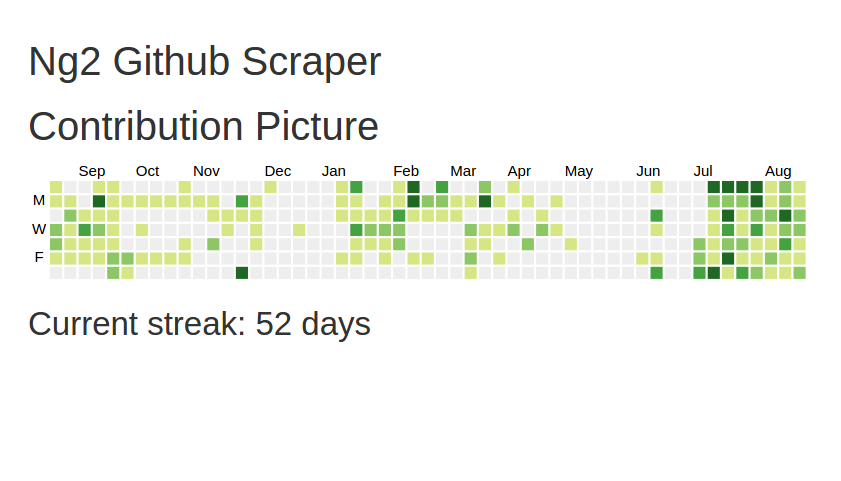 Ng2 Github Scraper
Contribution Picture
Sep Oct Nov Dec Jan Feb Mar Apr May Jun Jul Aug
M
W
F
Current streak: 52 days